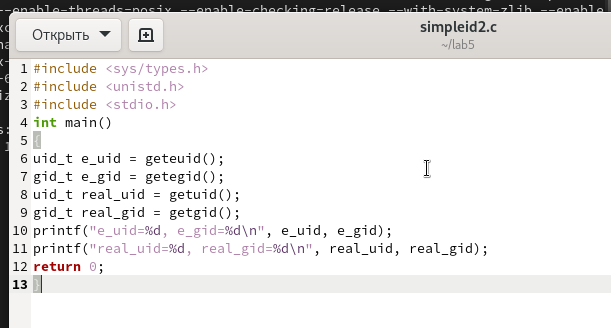 --enable-threads=posix --enable-checking=release --with-system-zlib --enable
Открыть
simpleid2.c
~/lab5
1 #include <sys/types.h>
2 #include <unistd.h>
3 #include <stdio.h>
4 int main()
5 {
6 uid_t e_uid = geteuid();
7 gid_t e_gid = getegid();
8 uid_t real_uid = getuid();
9 gid_t real_gid = getgid();
10 printf("e_uid=%d, e_gid=%d\n", e_uid, e_gid);
11 printf("real_uid=%d, real_gid=%d\n", real_uid, real_gid);
12 return 0;
13 }